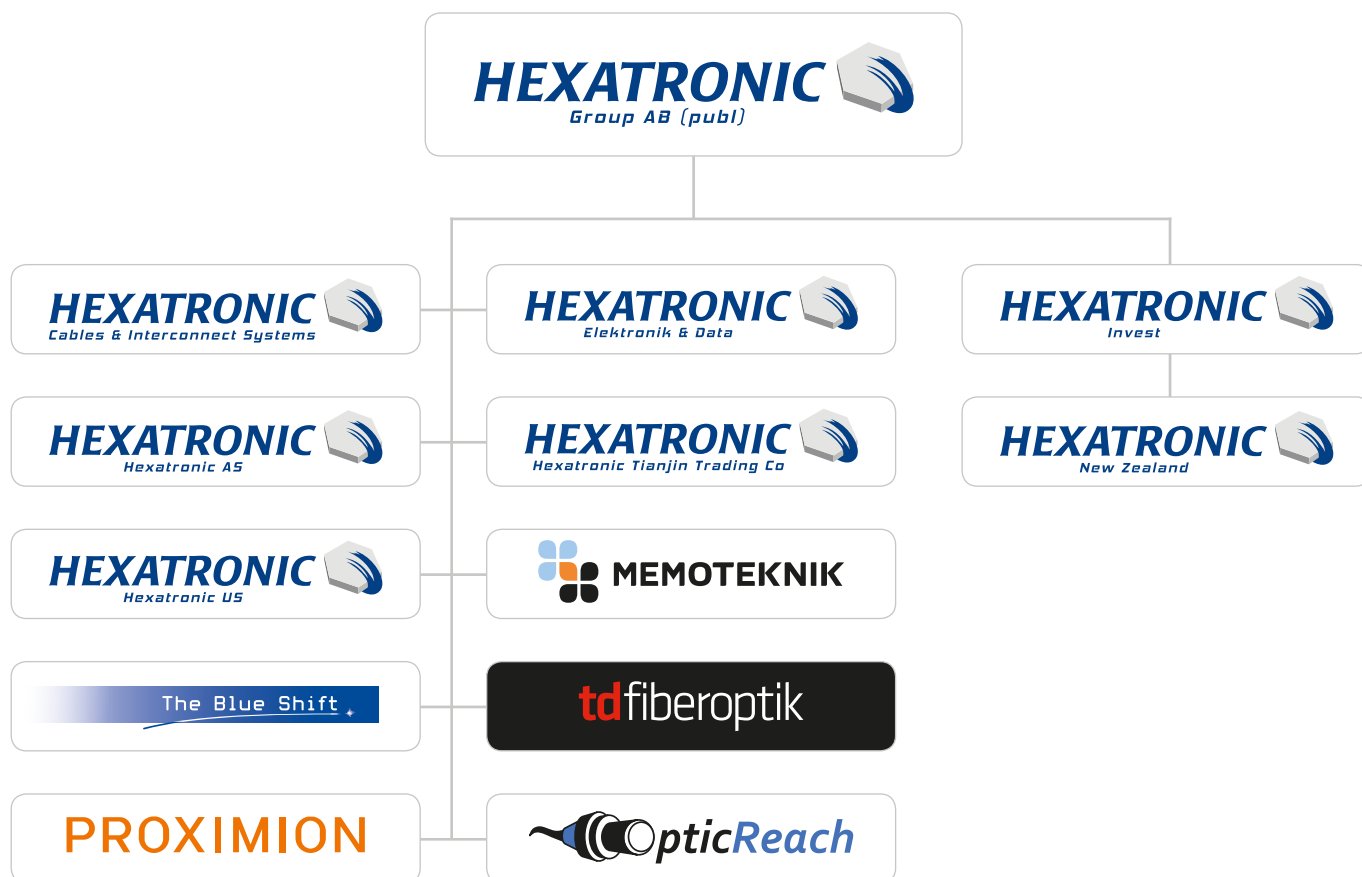 HEXATRONIC
Group AB (publ)
HEXATRONIC
Cables & Interconnect Systems
HEXATRONIC
Elektronik & Data
HEXATRONIC
Invest
HEXATRONIC
Hexatronic AS
HEXATRONIC
Hexatronic Tianjin Trading Co
HEXATRONIC
New Zealand
HEXATRONIC
Hexatronic US
MEMOTEKNIK
The Blue Shift
tdfiberoptik
PROXIMION
OpticReach